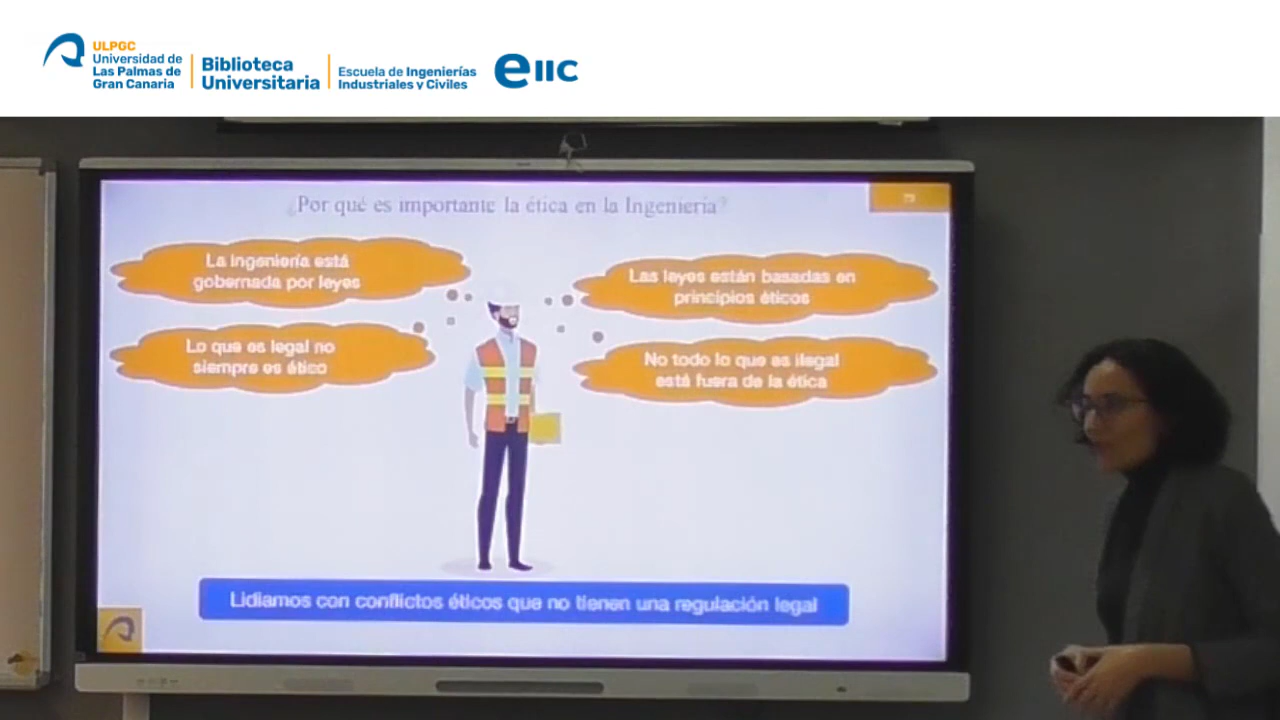 ULPGC
Universidad de
Las Palmas de
Gran Canaria
Biblioteca
Universitaria
Escuela de Ingenierías
Industriales y Civiles
eiic
¿Por qué es importante la ética en la Ingeniería?
La ingeniería está
gobernada por leyes
Las leyes están basadas en
principios éticos
Lo que es legal no
siempre es ético
No todo lo que es ilegal
está fuera de la ética
Lidiamos con conflictos éticos que no tienen una regulación legal